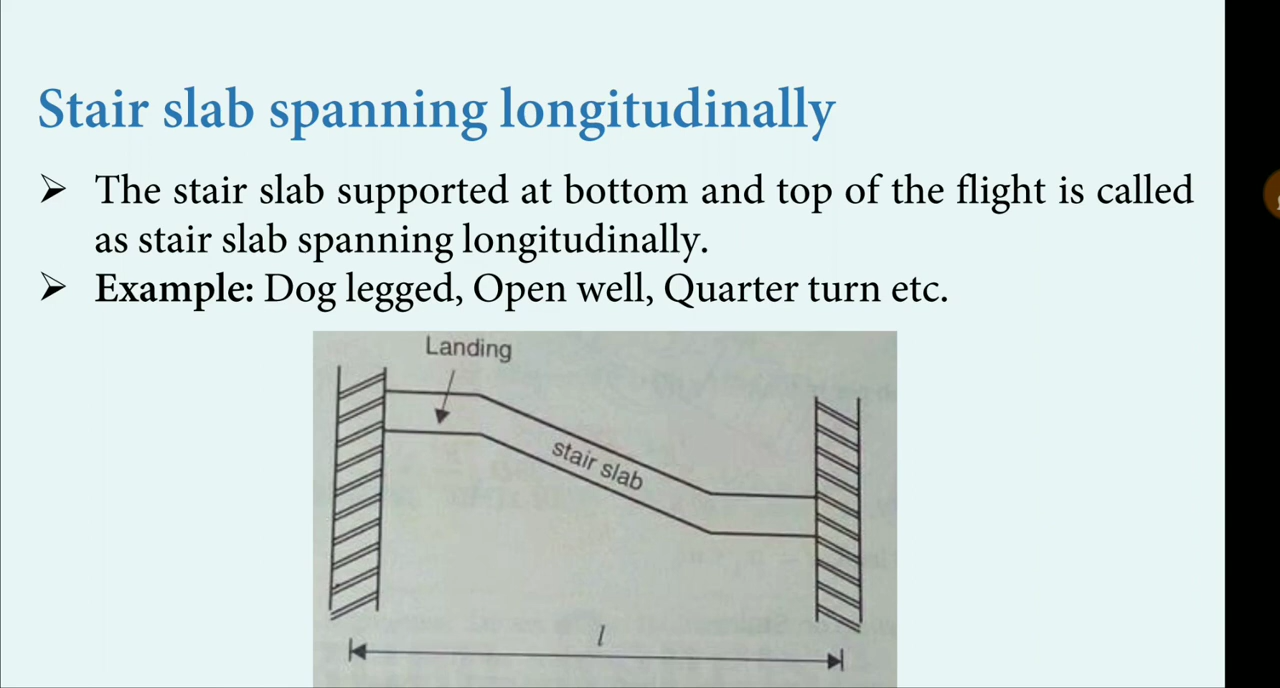 Stair slab spanning longitudinally
➢ The stair slab supported at bottom and top of the flight is called
as stair slab spanning longitudinally.
➢ Example: Dog legged, Open well, Quarter turn etc.
Landing
stair slab
l